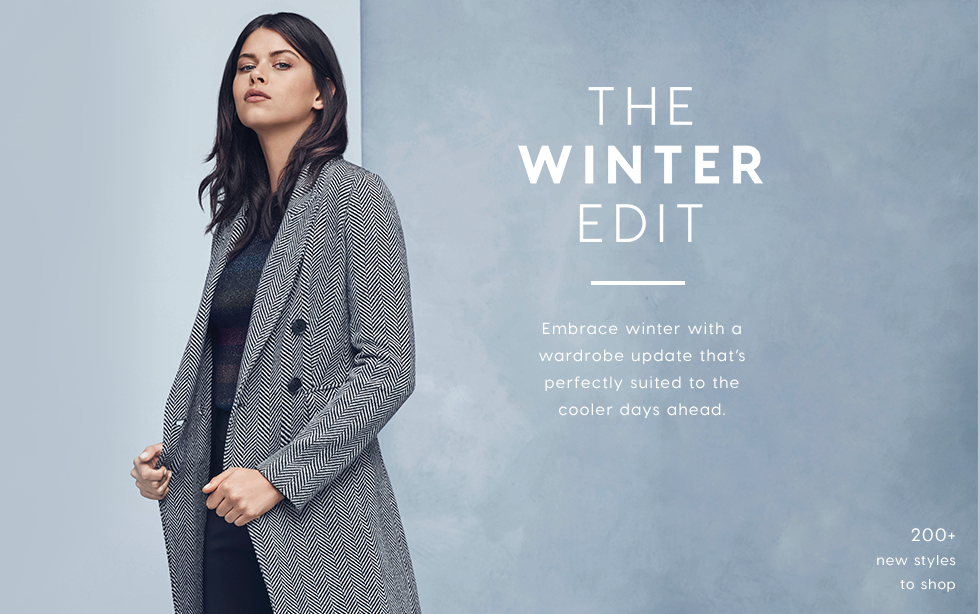 THE
WINTER
EDIT
Embrace winter with a
wardrobe update that's
perfectly suited to the
cooler days ahead.
200+
new styles
to shop